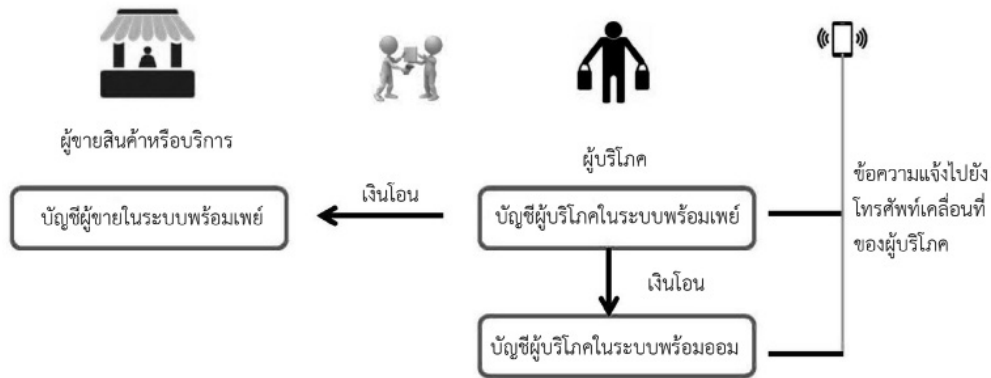 ผู้ขายสินค้าหรือบริการ
ผู้บริโภค
บัญชีผู้ขายในระบบพร้อมเพย์
เงินโอน
บัญชีผู้บริโภคในระบบพร้อมเพย์
ข้อความแจ้งไปยัง
โทรศัพท์เคลื่อนที่
ของผู้บริโภค
เงินโอน
บัญชีผู้บริโภคในระบบพร้อมออม